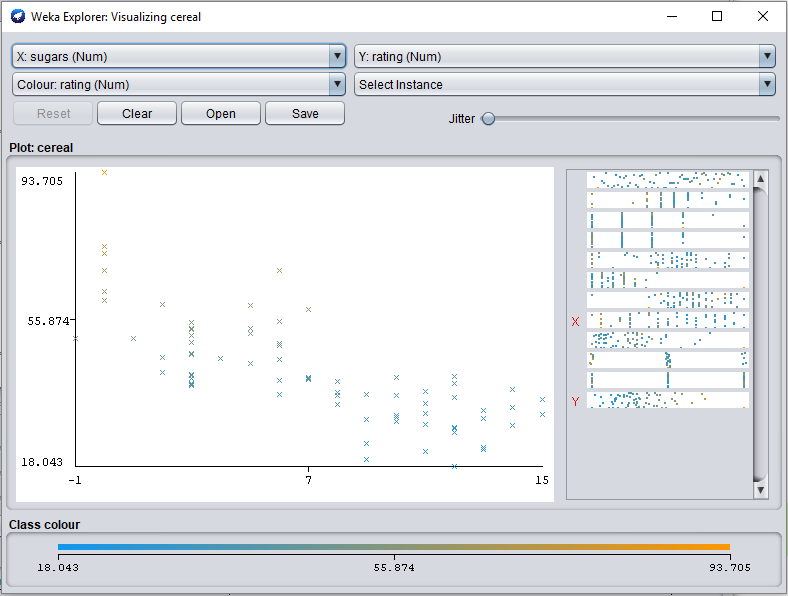 Weka Explorer: Visualizing cereal
X: sugars (Num)
Y: rating (Num)
Colour: rating (Num)
Select Instance
Reset
Clear
Open
Save
Jitter
Plot: cereal
93.705
55.874
18.043
-1
7
15
X
Y
Class colour
18.043
55.874
93.705